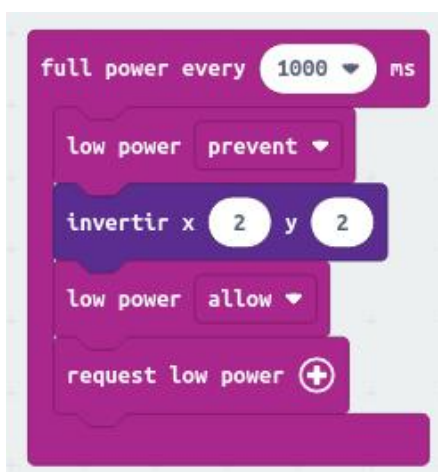 full power every 1000 ms
low power prevent
invertir x 2 y 2
low power allow
request low power